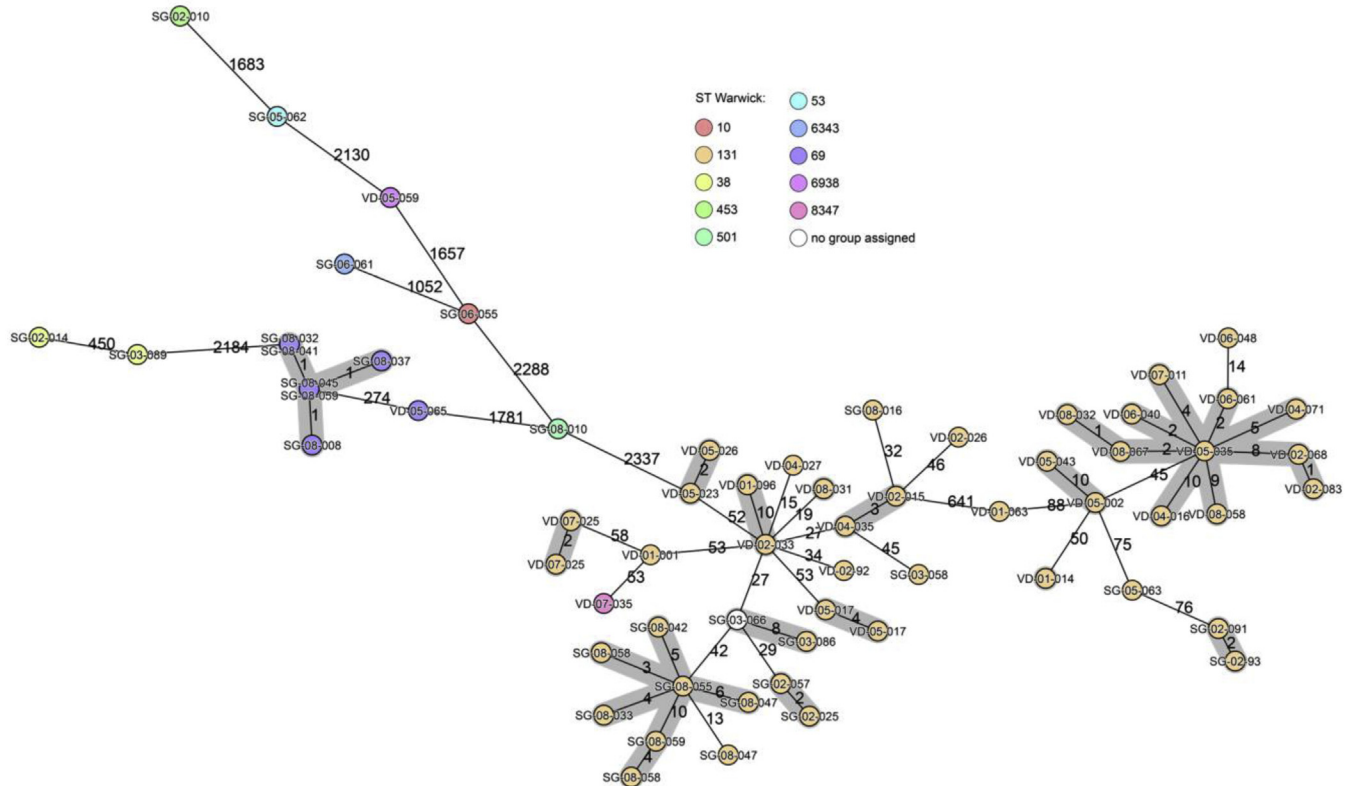 SG-02-010
1683
ST Warwick:
53
10
6343
SG-05-062
131
69
2130
38
6938
VD-05-059
453
8347
501
no group assigned
1657
SG-06-061
1052
SG-06-055
SG-02-014
450
SG-03-089
2184
SG-08-032
SG-08-041
1
SG-08-037
1
SG-08-045
SG-08-059
1
SG-08-008
274
VD-05-065
1781
2288
SG-08-010
2337
VD-05-026
2
VD-05-023
52
VD-01-096
10
VD-04-027
15
VD-08-031
19
VD-02-033
27
VD-04-035
3
VD-02-015
SG-08-016
32
VD-02-026
46
641
VD-01-063
88
45
SG-03-058
34
VD-02-92
53
VD-05-017
4
VD-05-017
53
VD-01-001
58
VD-07-025
2
VD-07-025
53
VD-07-035
27
SG-03-066
8
SG-03-086
29
SG-02-057
2
SG-02-025
42
SG-08-042
5
SG-08-058
3
SG-08-055
6
SG-08-047
4
SG-08-033
10
SG-08-059
4
SG-08-058
13
SG-08-047
VD-06-048
14
VD-07-011
4
VD-06-061
2
VD-04-071
5
VD-08-032
1
VD-06-040
2
VD-08-067
2
VD-05-035
8
VD-02-068
1
VD-02-083
10
VD-04-016
9
VD-08-058
45
VD-05-043
10
VD-05-002
50
VD-01-014
75
SG-05-063
76
SG-02-091
2
SG-02-93